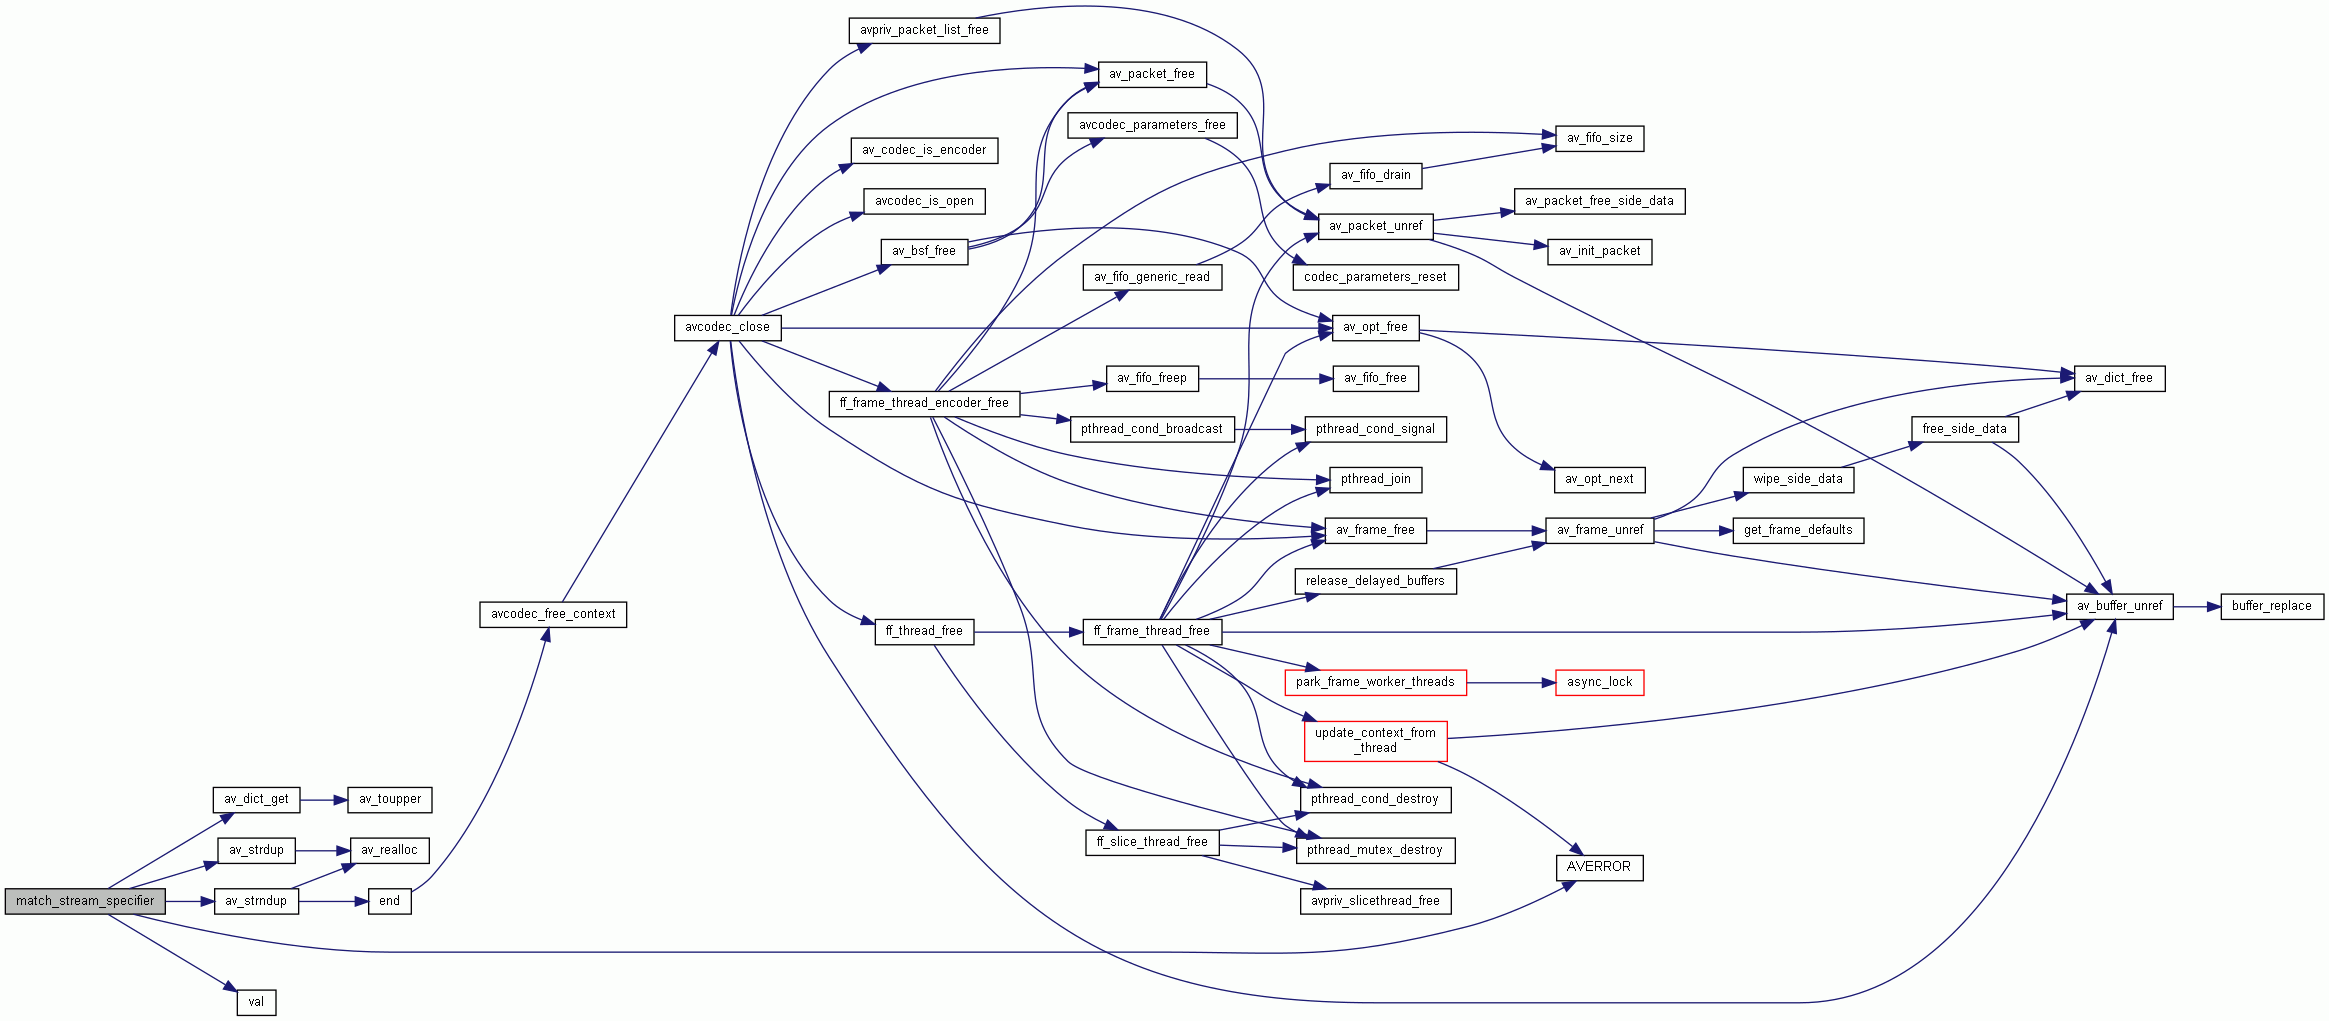 avpriv_packet_list_free
av_packet_free
avcodec_parameters_free
av_fifo_size
av_codec_is_encoder
av_fifo_drain
avcodec_is_open
av_packet_free_side_data
av_packet_unref
av_bsf_free
av_init_packet
av_fifo_generic_read
codec_parameters_reset
avcodec_close
av_opt_free
av_fifo_freep
av_fifo_free
av_dict_free
ff_frame_thread_encoder_free
pthread_cond_broadcast
pthread_cond_signal
free_side_data
pthread_join
av_opt_next
wipe_side_data
av_frame_free
av_frame_unref
get_frame_defaults
release_delayed_buffers
avcodec_free_context
av_buffer_unref
buffer_replace
ff_thread_free
ff_frame_thread_free
park_frame_worker_threads
async_lock
update_context_from
_thread
av_dict_get
av_toupper
pthread_cond_destroy
ff_slice_thread_free
av_strdup
av_realloc
pthread_mutex_destroy
AVERROR
match_stream_specifier
av_strndup
end
avpriv_slicethread_free
val